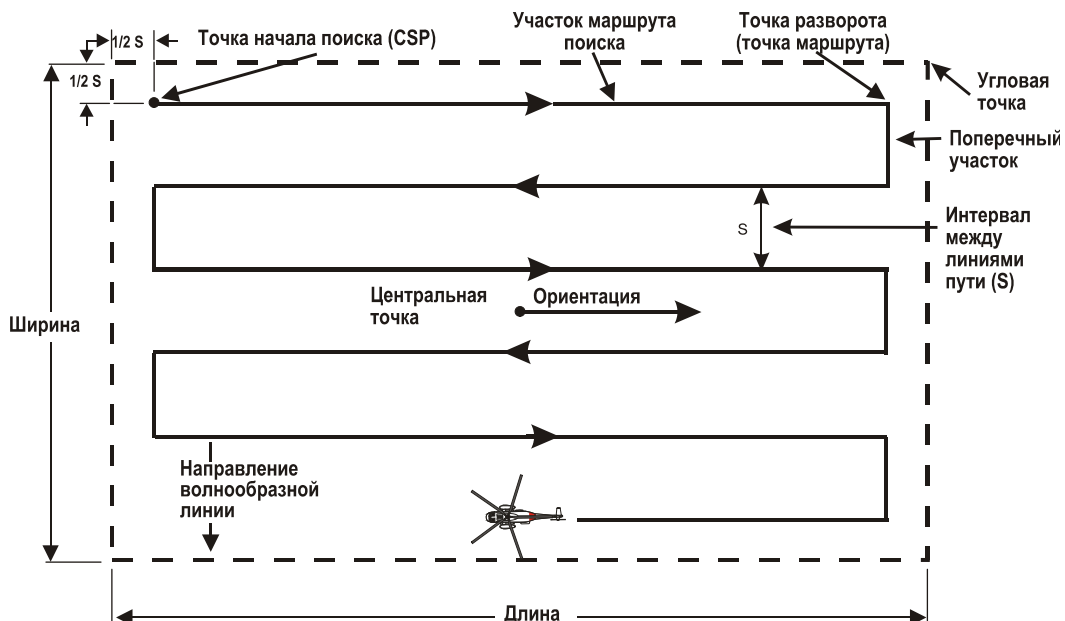 1/2 S
Точка начала поиска (CSP)
Участок маршрута
поиска
Точка разворота
(точка маршрута)
1/2 S
Угловая
точка
Поперечный
участок
S
Интервал
между
линиями
пути (S)
Центральная
точка
Ориентация
Ширина
Направление
волнообразной
линии
Длина